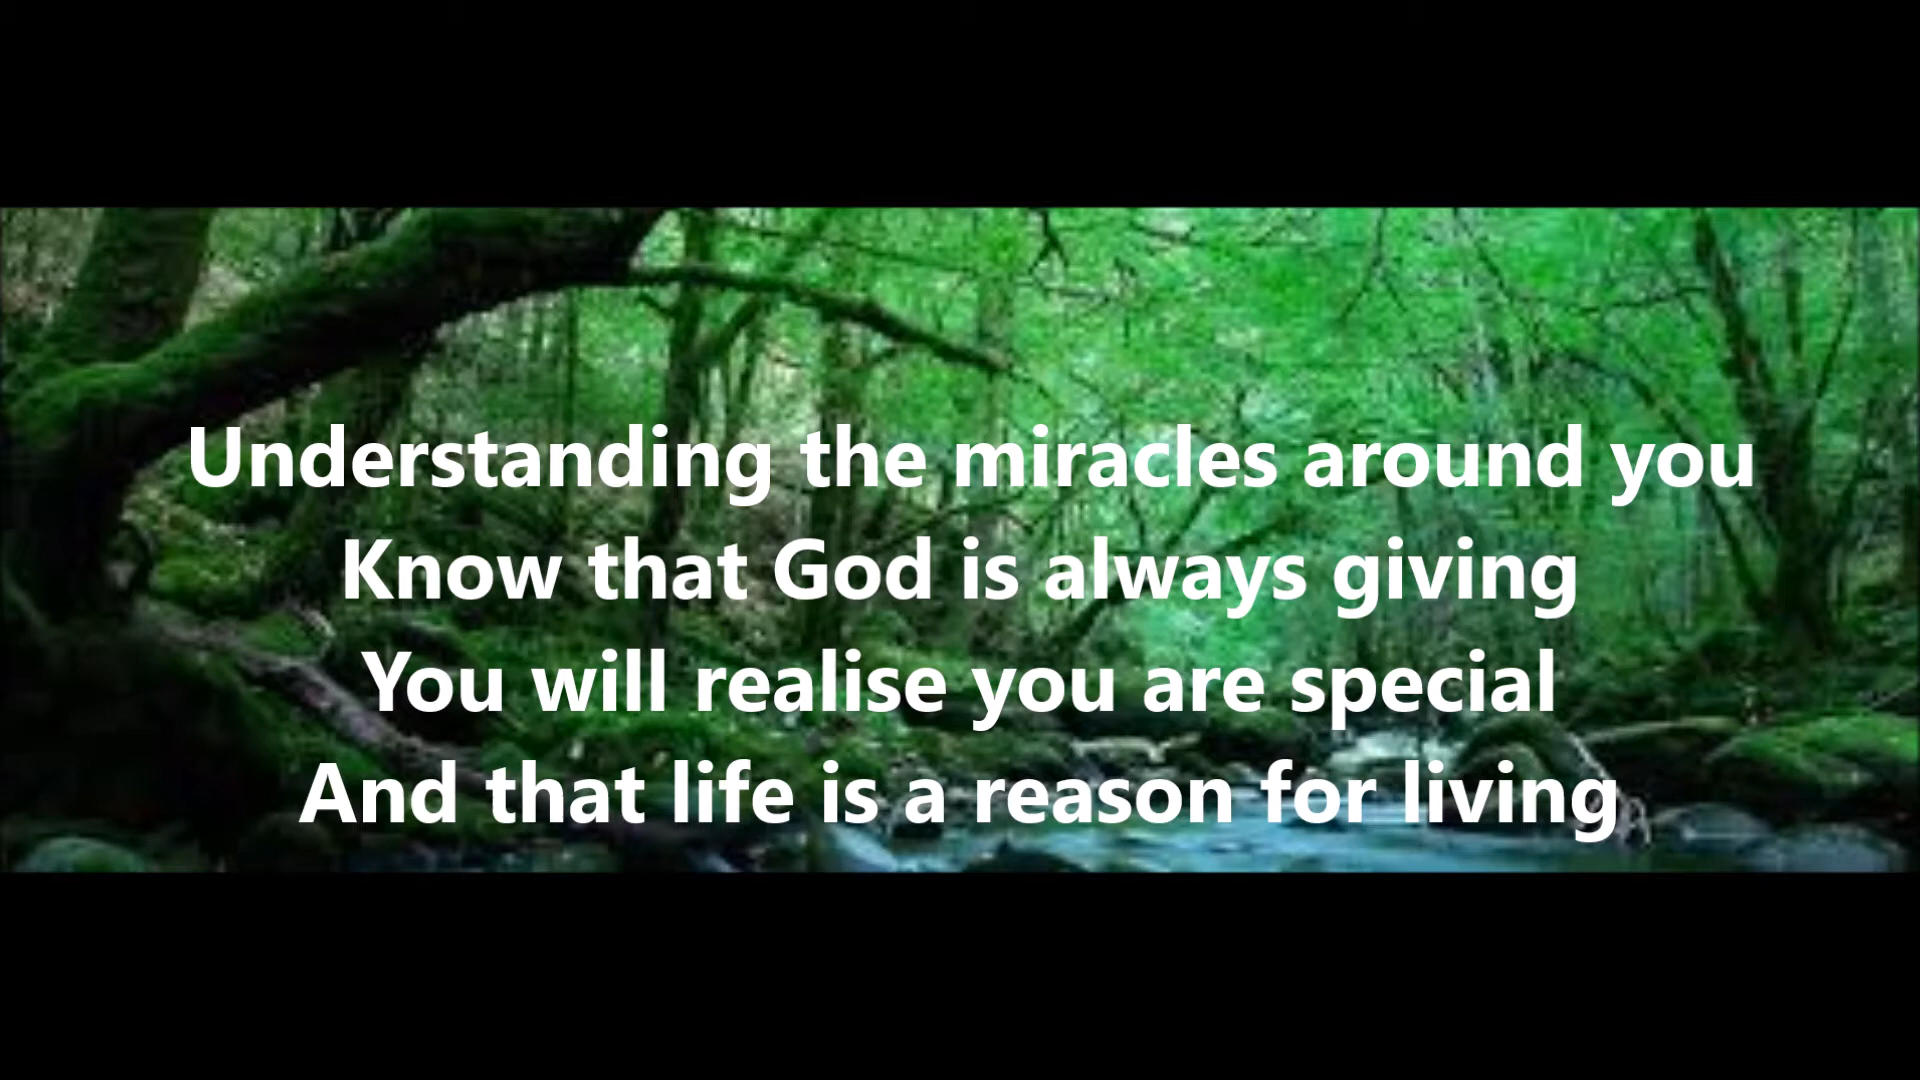 Understanding the miracles around you
Know that God is always giving
You will realise you are special
And that life is a reason for living